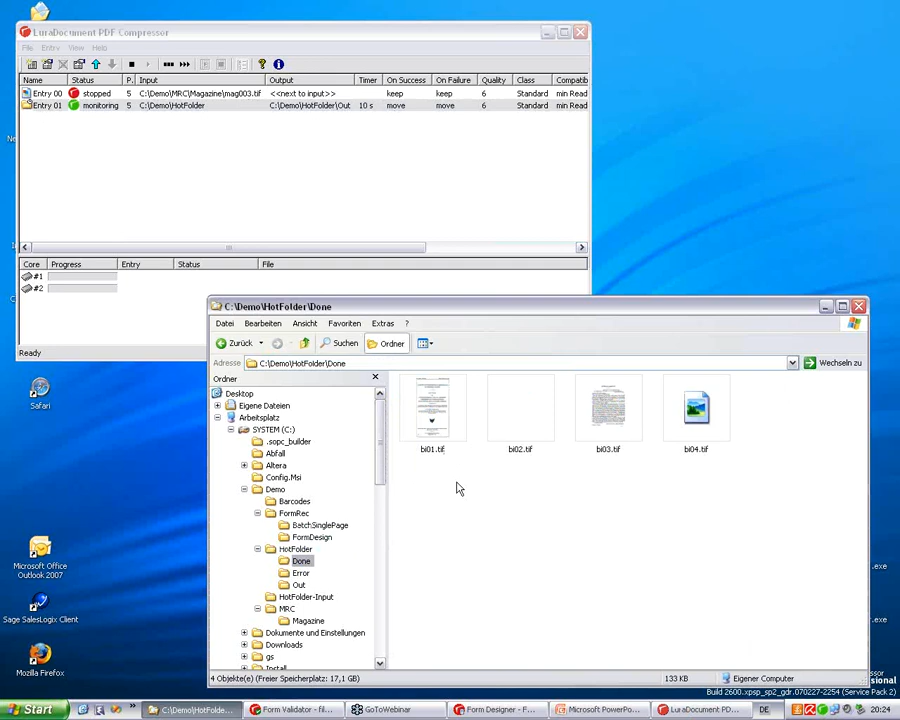 LuraDocument PDF Compressor
File Entry View Help
Name Status P. Input Output Timer On Success On Failure Quality Class Compatib
Entry 00 stopped 5 C:\Demo\MRC\Magazine\mag003.tif <<next to input>> keep keep 6 Standard min Read
Entry 01 monitoring 5 C:\Demo\HotFolder C:\Demo\HotFolder\Out 10 s move move 6 Standard min Read
Core Progress Entry Status File
#1
#2
Ready
C:\Demo\HotFolder\Done
Datei Bearbeiten Ansicht Favoriten Extras ?
Zurück Suchen Ordner
Adresse C:\Demo\HotFolder\Done Wechseln zu
Ordner
Desktop
Eigene Dateien
Arbeitsplatz
SYSTEM (C:)
.sopc_builder
Abfall
Altera
Config.Msi
Demo
Barcodes
FormRec
BatchSinglePage
FormDesign
HotFolder
Done
Error
Out
HotFolder-Input
MRC
Magazine
Dokumente und Einstellungen
Downloads
gs
Install
bi01.tif bi02.tif bi03.tif bi04.tif
4 Objekte(e) (Freier Speicherplatz: 17,1 GB) 133 KB Eigener Computer
Safari
Microsoft Office
Outlook 2007
Sage SalesLogix Client
Mozilla Firefox
.exe
.exe
Build 2600.xpsp_sp2_gdr.070227-2254 (Service Pack 2)
Start C:\Demo\HotFolde... Form Validator - fil... GoToWebinar Form Designer - F... Microsoft PowerPo... LuraDocument PD... DE 20:24